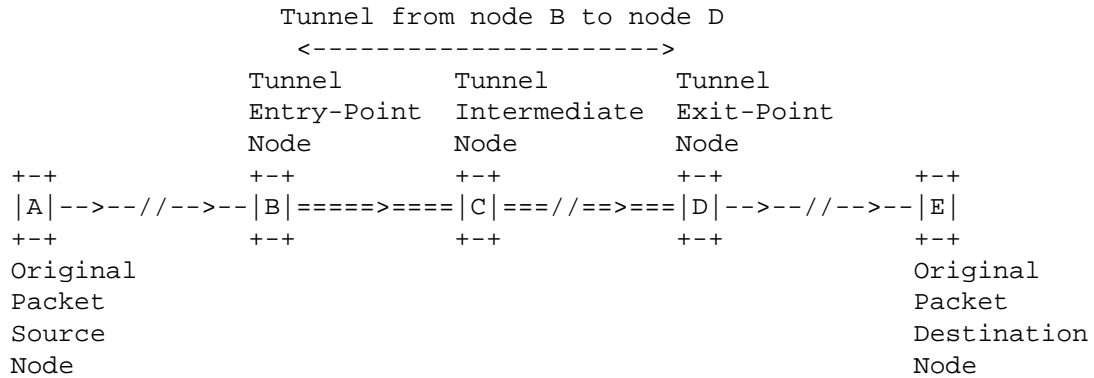 Tunnel from node B to node D
<---------------------->
Tunnel Tunnel Tunnel
Entry-Point Intermediate Exit-Point
Node Node Node
+-+ +-+ +-+ +-+ +-+
|A|-->--//-->--|B|=====>====|C|===//==>===|D|-->--//-->--|E|
+-+ +-+ +-+ +-+ +-+
Original Original
Packet Packet
Source Destination
Node Node